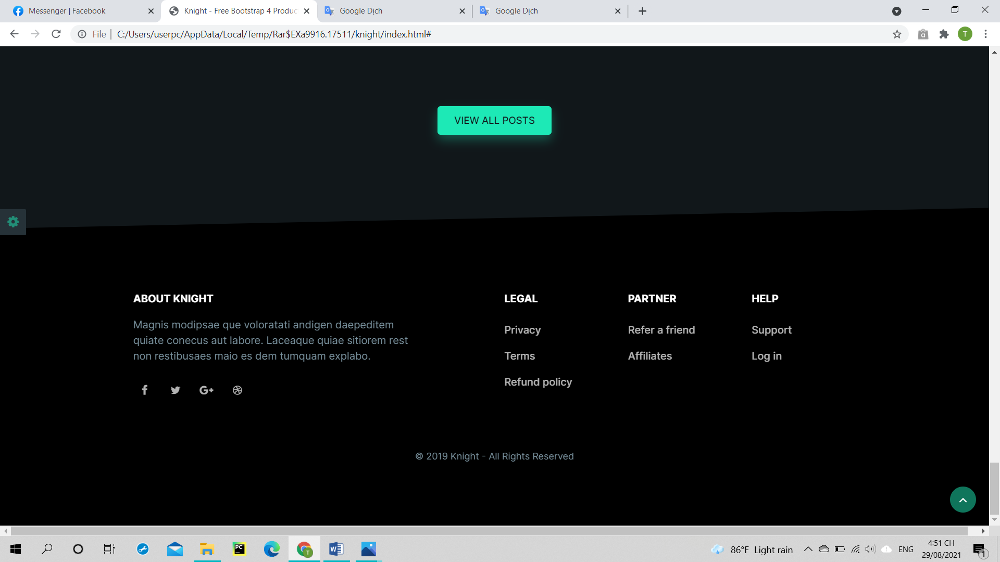 Messenger | Facebook
Knight - Free Bootstrap 4 Produc
Google Dịch
Google Dịch
File | C:/Users/userpc/AppData/Local/Temp/Rar$EXa9916.17511/knight/index.html#
T
VIEW ALL POSTS
ABOUT KNIGHT
Magnis modipsae que voloratati andigen daepeditem
quiate conecus aut labore. Laceaque quiae sitiorem rest
non restibusaes maio es dem tumquam explabo.
LEGAL
Privacy
Terms
Refund policy
PARTNER
Refer a friend
Affiliates
HELP
Support
Log in
© 2019 Knight - All Rights Reserved
86°F Light rain
ENG
4:51 CH
29/08/2021
1